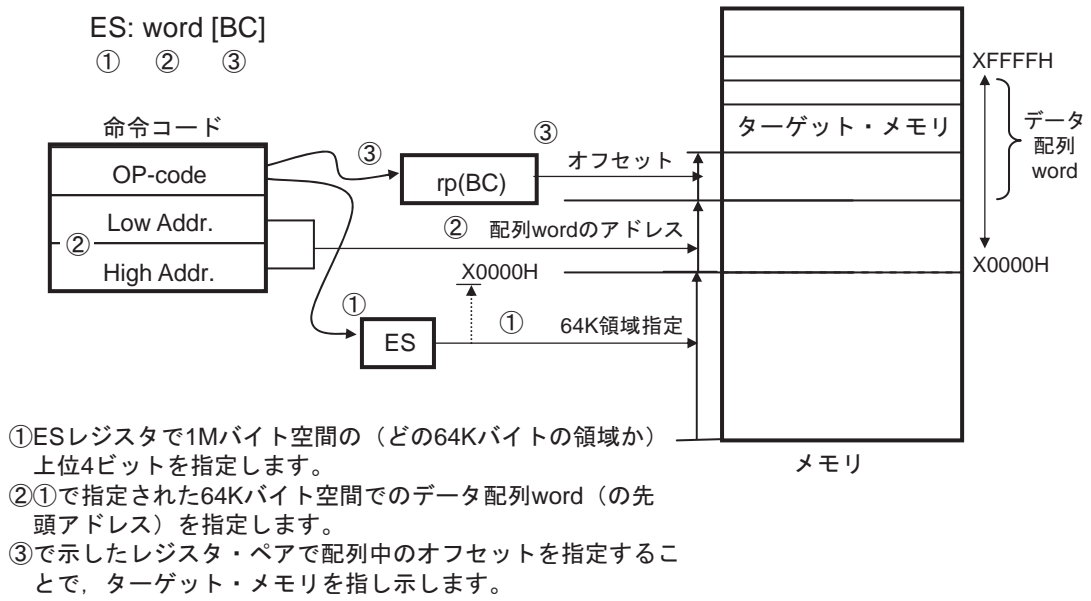 ES: word [BC]
① ② ③
命令コード
OP-code
Low Addr.
②
High Addr.
③
rp(BC)
③
オフセット
② 配列wordのアドレス
X0000H
①
ES
①
64K領域指定
ターゲット・メモリ
XFFFFH
データ
配列
word
X0000H
メモリ
①ESレジスタで1Mバイト空間の（どの64Kバイトの領域か）
上位4ビットを指定します。
②①で指定された64Kバイト空間でのデータ配列word（の先
頭アドレス）を指定します。
③で示したレジスタ・ペアで配列中のオフセットを指定するこ
とで，ターゲット・メモリを指し示します。